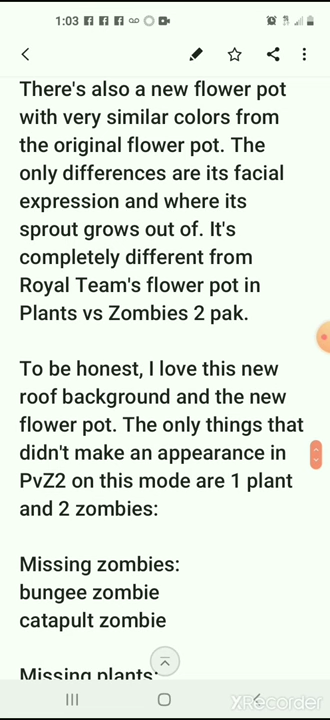 1:03
There's also a new flower pot
with very similar colors from
the original flower pot. The
only differences are its facial
expression and where its
sprout grows out of. It's
completely different from
Royal Team's flower pot in
Plants vs Zombies 2 pak.
To be honest, I love this new
roof background and the new
flower pot. The only things that
didn't make an appearance in
PvZ2 on this mode are 1 plant
and 2 zombies:
Missing zombies:
bungee zombie
catapult zombie
Missing plants:
XRecorder